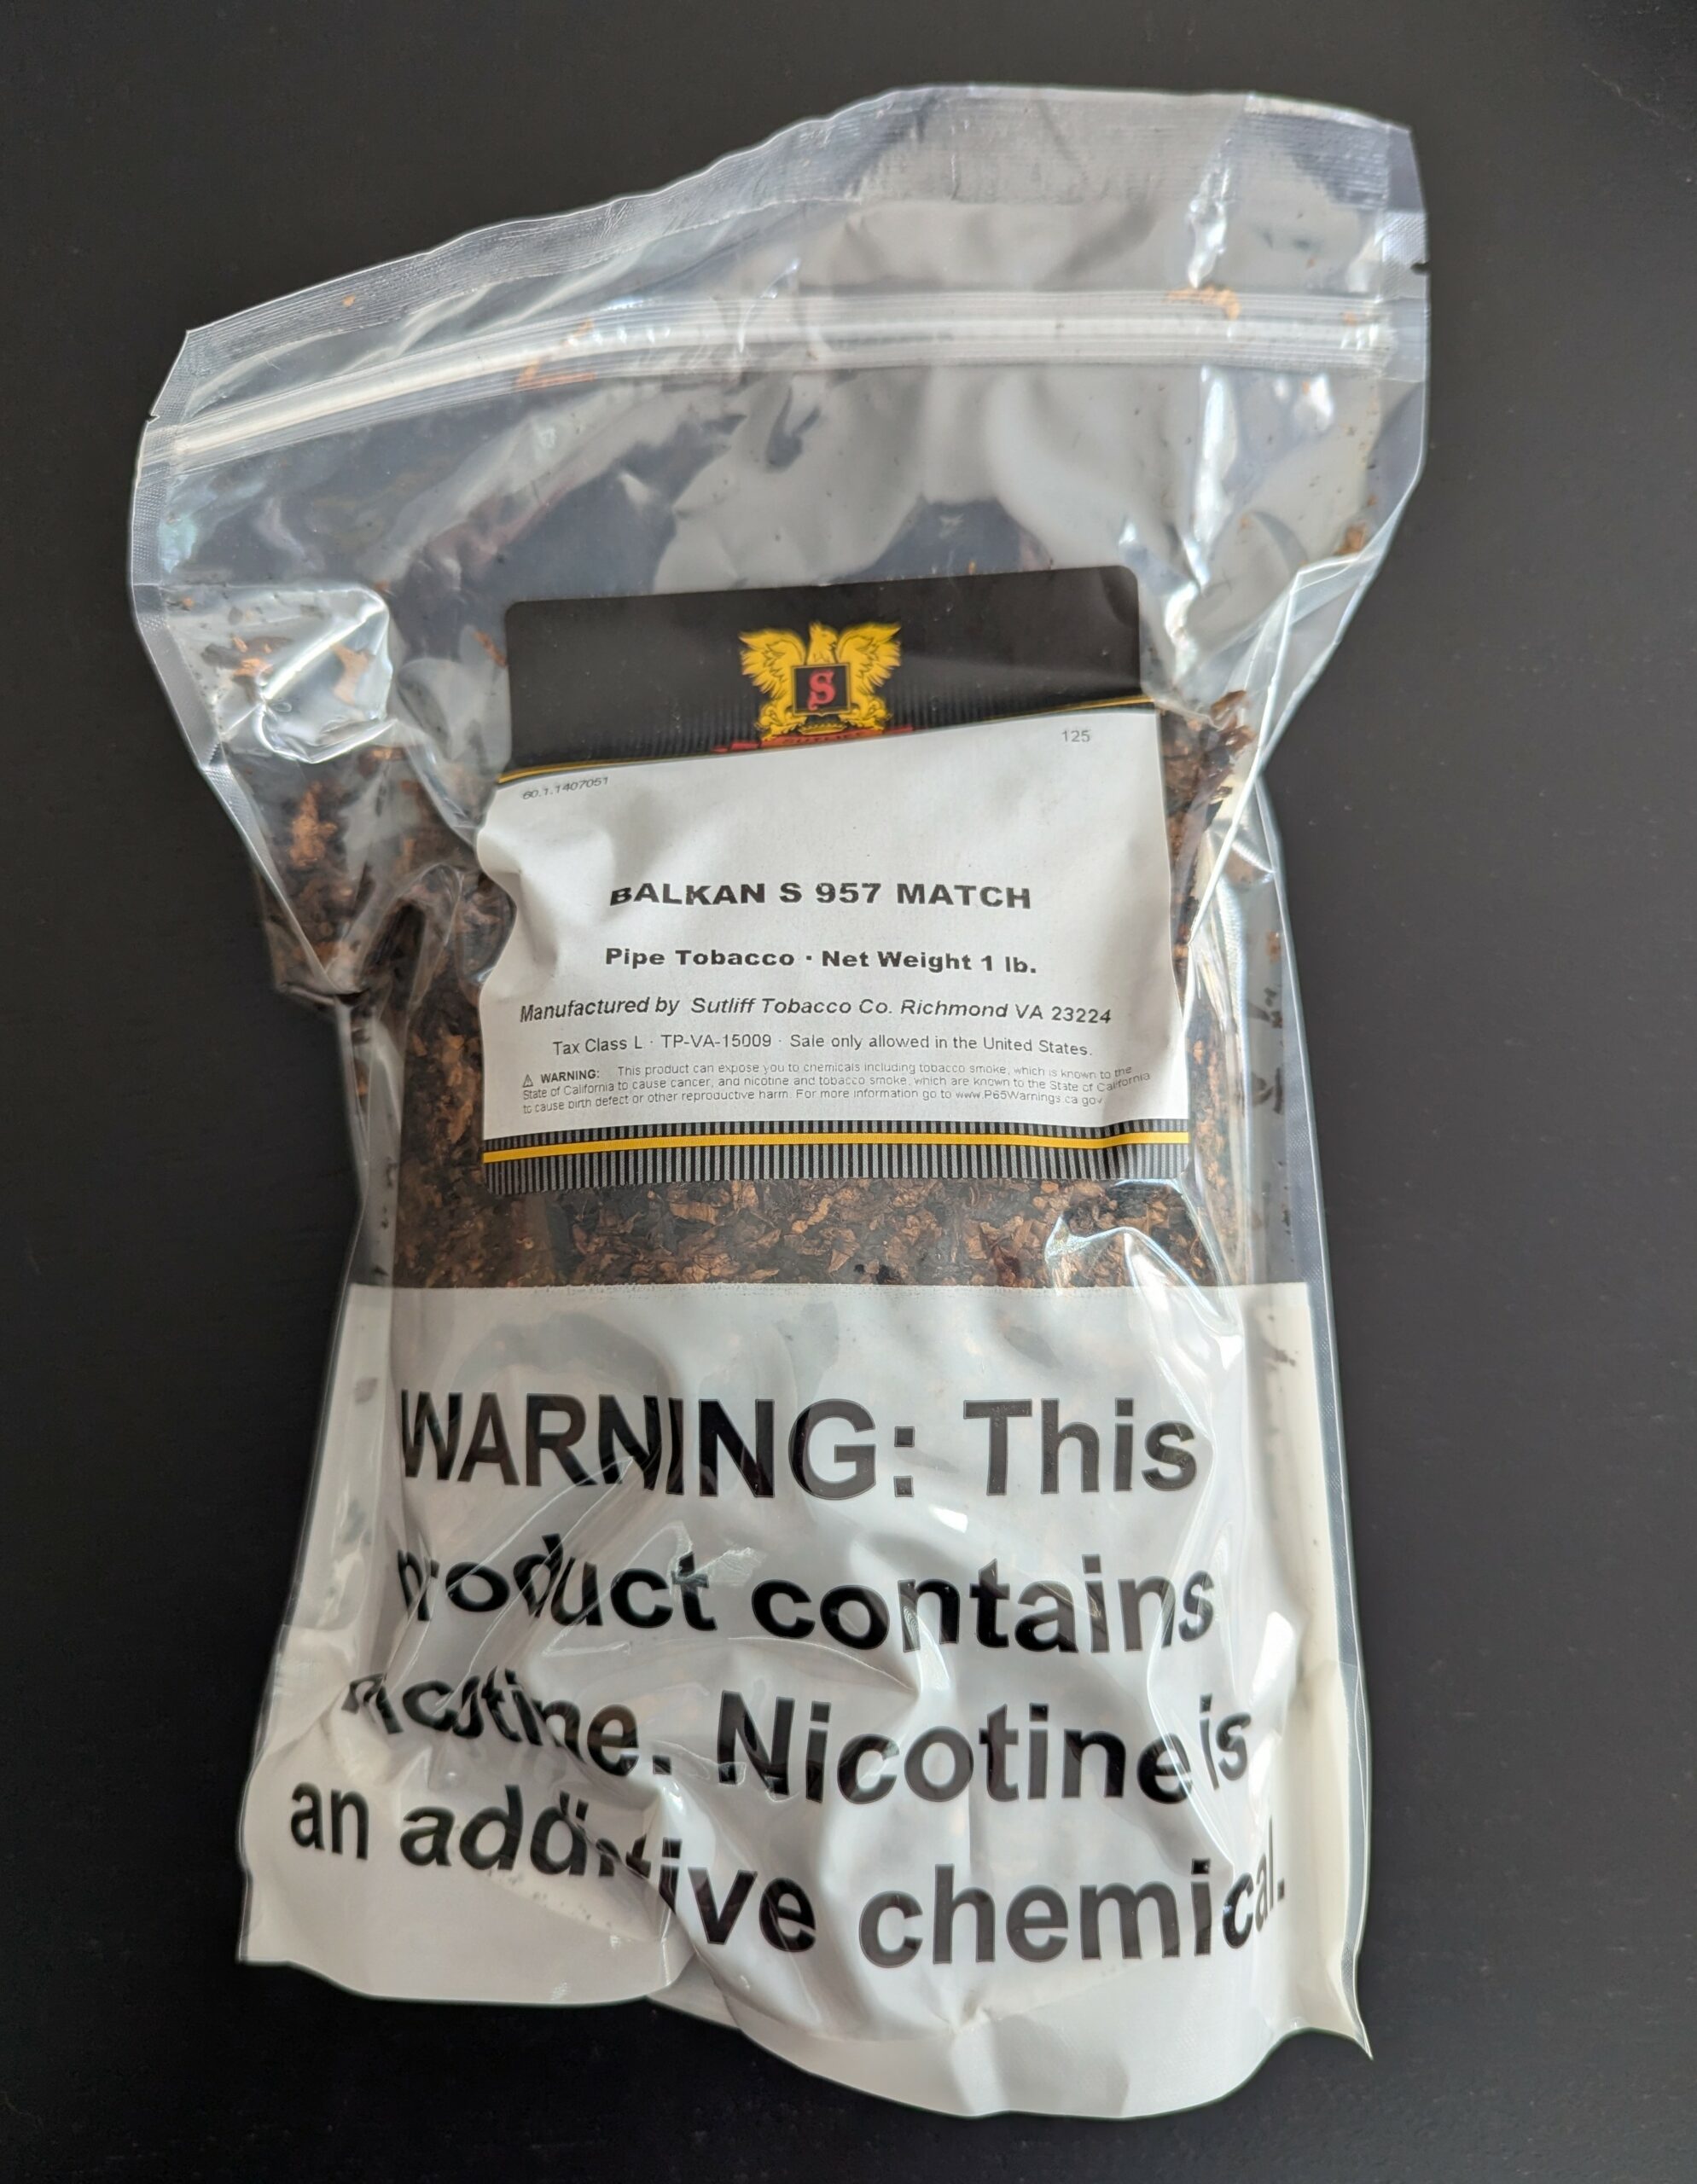 S
125
60.1.1407051
BALKAN S 957 MATCH
Pipe Tobacco · Net Weight 1 lb.
Manufactured by Sutliff Tobacco Co. Richmond VA 23224
Tax Class L · TP-VA-15009 · Sale only allowed in the United States.
⚠ WARNING: This product can expose you to chemicals including tobacco smoke, which is known to the
State of California to cause cancer, and nicotine and tobacco smoke, which are known to the State of California
to cause birth defect or other reproductive harm. For more information go to www.P65Warnings.ca.gov.
WARNING: This
product contains
nicotine. Nicotine is
an addictive chemical.